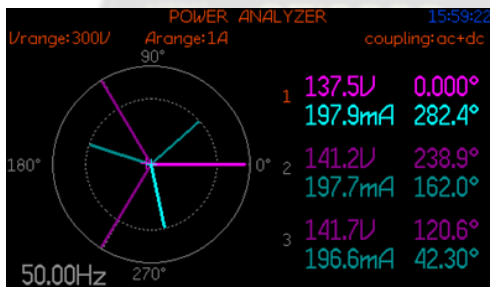 POWER ANALYZER 15:59:22
Vrange:300V Arange:1A coupling:ac+dc
90°
1 137.5V 0.000°
197.9mA 282.4°
180° 0° 2 141.2V 238.9°
197.7mA 162.0°
3 141.7V 120.6°
196.6mA 42.30°
50.00Hz 270°